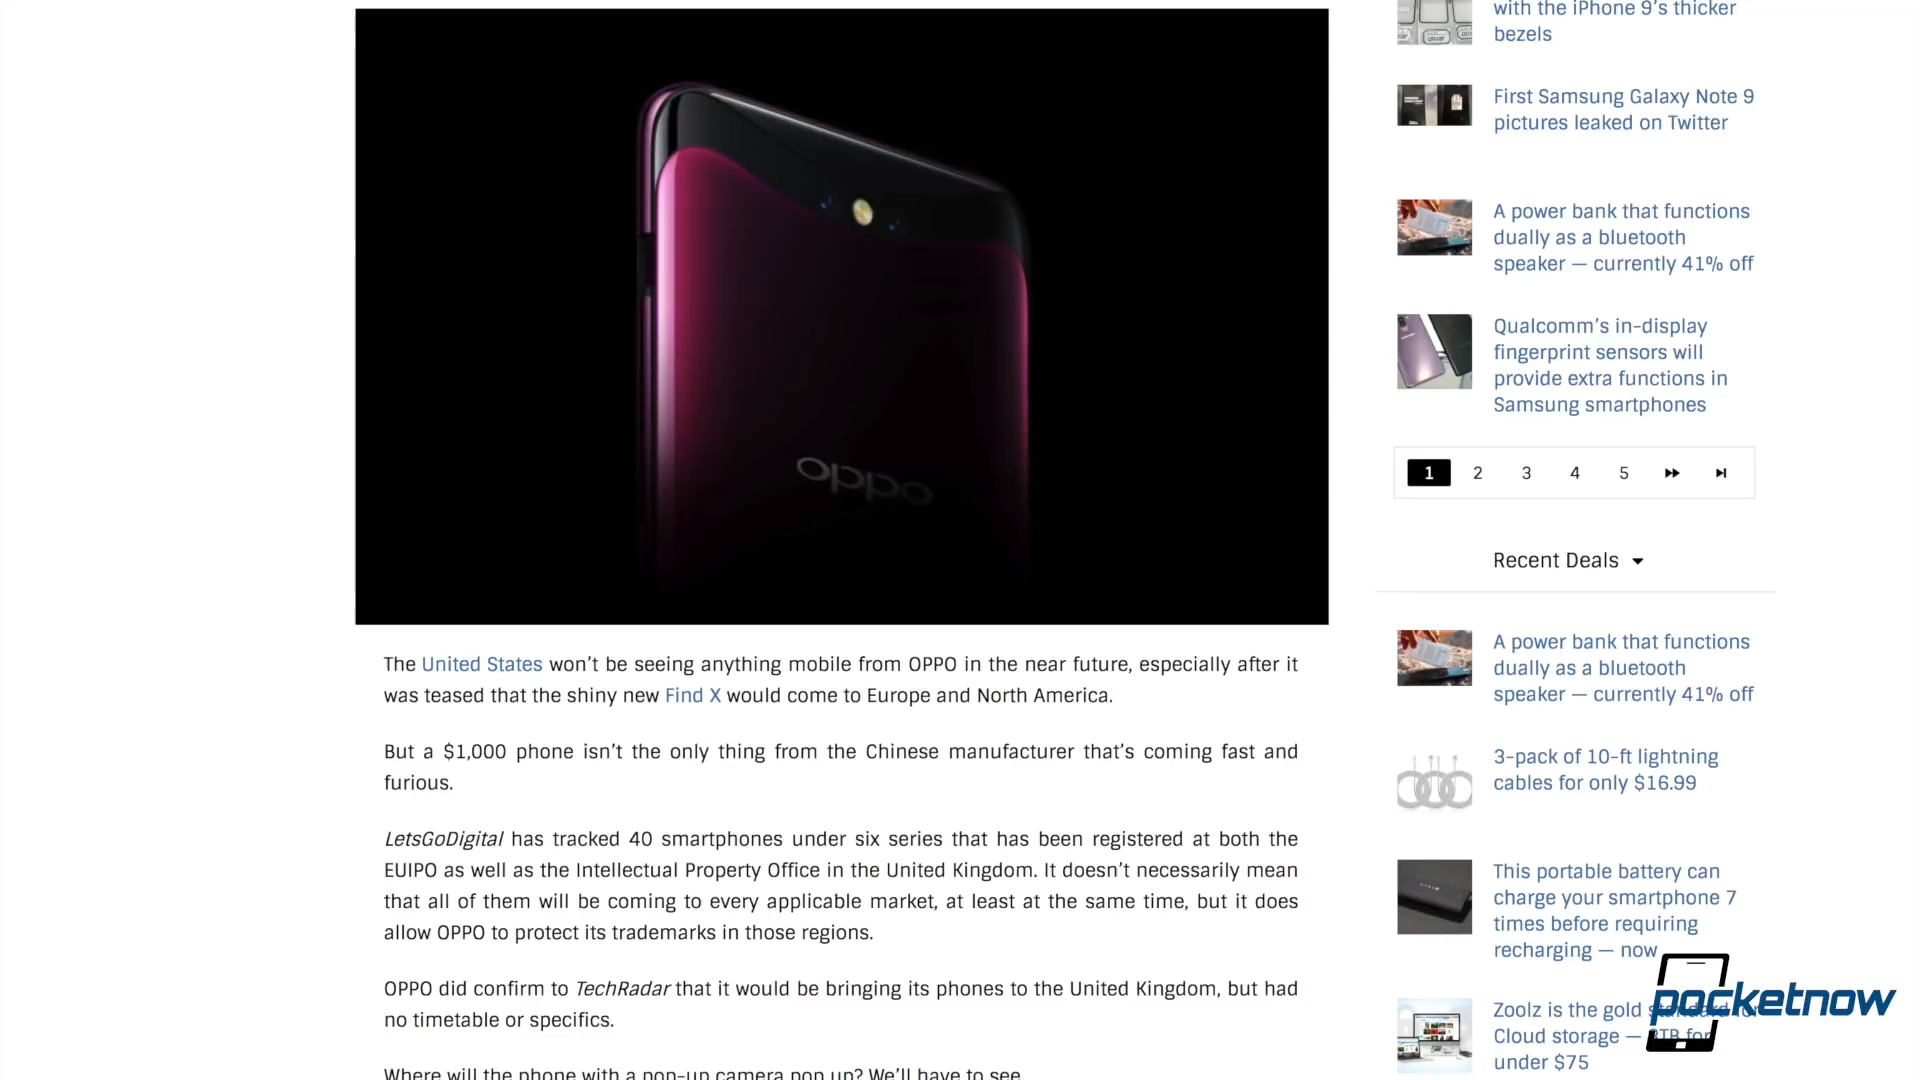 oppo
The United States won't be seeing anything mobile from OPPO in the near future, especially after it
was teased that the shiny new Find X would come to Europe and North America.
But a $1,000 phone isn't the only thing from the Chinese manufacturer that's coming fast and
furious.
LetsGoDigital has tracked 40 smartphones under six series that has been registered at both the
EUIPO as well as the Intellectual Property Office in the United Kingdom. It doesn't necessarily mean
that all of them will be coming to every applicable market, at least at the same time, but it does
allow OPPO to protect its trademarks in those regions.
OPPO did confirm to TechRadar that it would be bringing its phones to the United Kingdom, but had
no timetable or specifics.
Where will the phone with a pop-up camera pop up? We'll have to see
with the iPhone 9's thicker
bezels
First Samsung Galaxy Note 9
pictures leaked on Twitter
A power bank that functions
dually as a bluetooth
speaker — currently 41% off
Qualcomm's in-display
fingerprint sensors will
provide extra functions in
Samsung smartphones
1 2 3 4 5
Recent Deals
A power bank that functions
dually as a bluetooth
speaker — currently 41% off
3-pack of 10-ft lightning
cables for only $16.99
This portable battery can
charge your smartphone 7
times before requiring
recharging — now
Zoolz is the gold standard for
Cloud storage — TB for
under $75
pocketnow